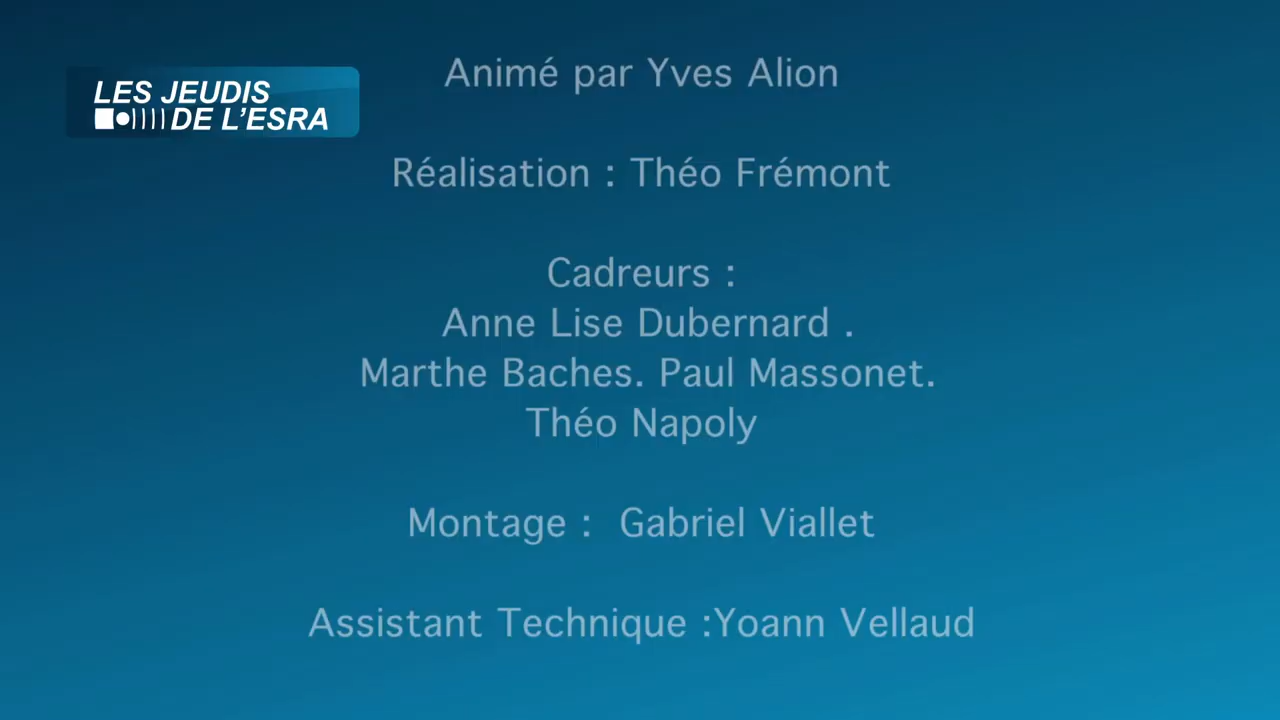 LES JEUDIS
DE L'ESRA
Animé par Yves Alion
Réalisation : Théo Frémont
Cadreurs :
Anne Lise Dubernard .
Marthe Baches. Paul Massonet.
Théo Napoly
Montage :  Gabriel Viallet
Assistant Technique :Yoann Vellaud